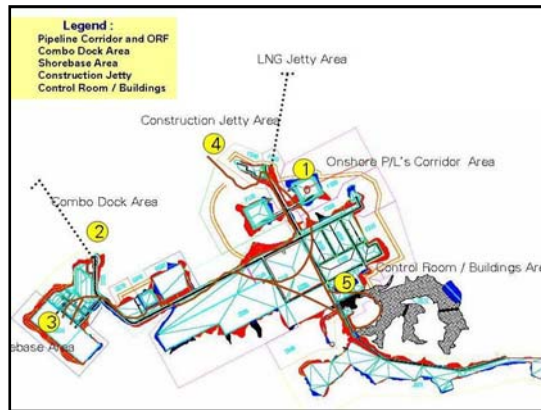 Legend :
Pipeline Corridor and ORF
Combo Dock Area
Shorebase Area
Construction Jetty
Control Room / Buildings
LNG Jetty Area
Construction Jetty Area
4
1
Onshore P/L's Corridor Area
Combo Dock Area
2
Control Room / Buildings Are
5
3
ebase Area